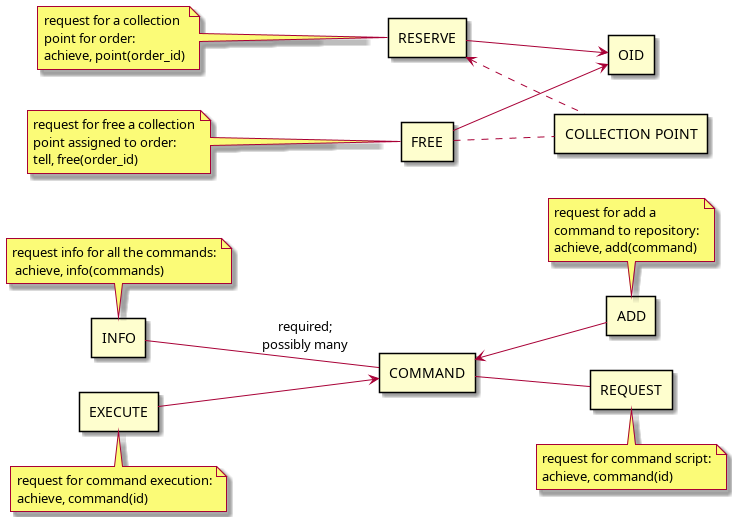 request for a collection
point for order:
achieve, point(order_id)
RESERVE
OID
request for free a collection
point assigned to order:
tell, free(order_id)
FREE
COLLECTION POINT
request for add a
command to repository:
achieve, add(command)
request info for all the commands:
achieve, info(commands)
ADD
INFO
required;
possibly many
COMMAND
REQUEST
EXECUTE
request for command script:
achieve, command(id)
request for command execution:
achieve, command(id)